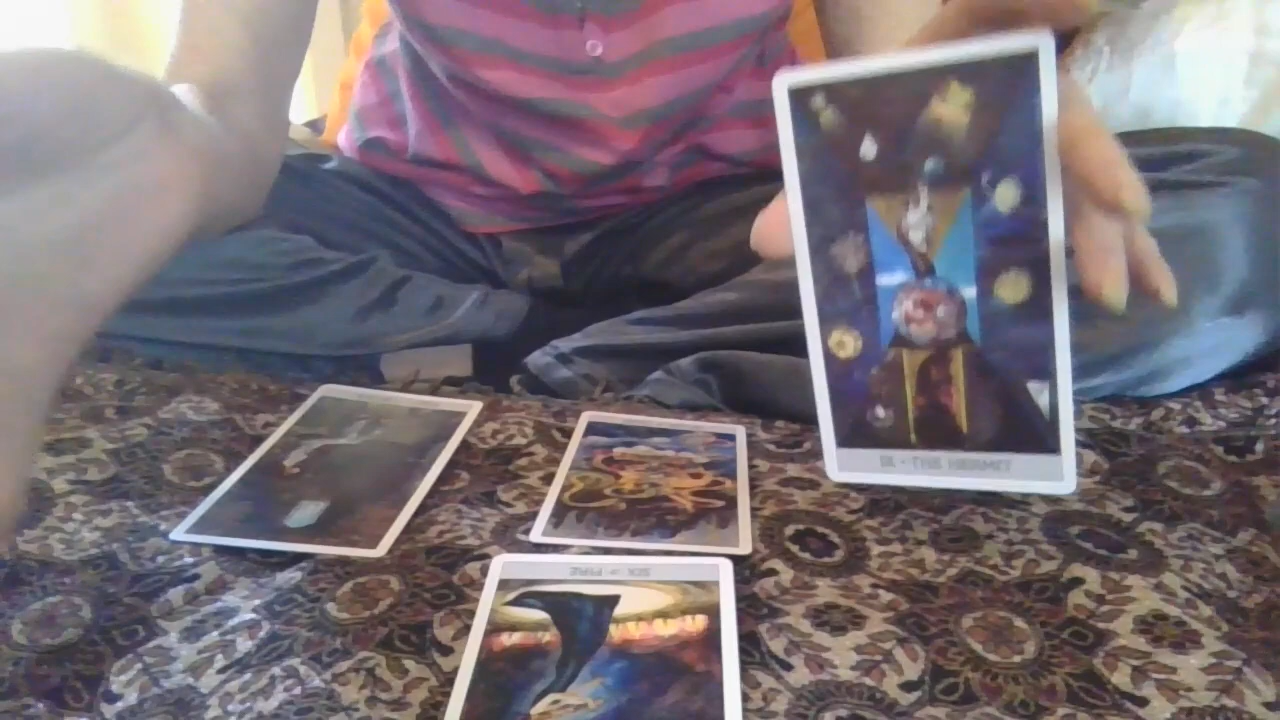 IX - THE HERMIT
SIX OF FIRE